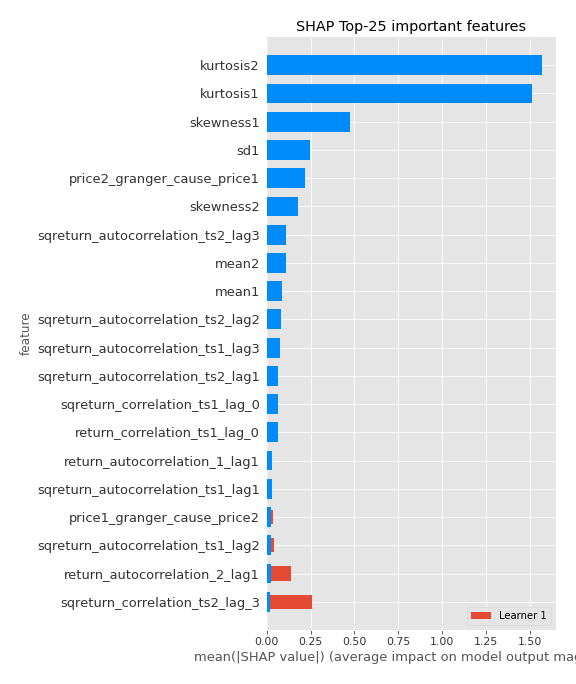 SHAP Top-25 important features
kurtosis2
kurtosis1
skewness1
sd1
price2_granger_cause_price1
skewness2
sqreturn_autocorrelation_ts2_lag3
mean2
mean1
sqreturn_autocorrelation_ts2_lag2
sqreturn_autocorrelation_ts1_lag3
sqreturn_autocorrelation_ts2_lag1
sqreturn_correlation_ts1_lag_0
return_correlation_ts1_lag_0
return_autocorrelation_1_lag1
sqreturn_autocorrelation_ts1_lag1
price1_granger_cause_price2
sqreturn_autocorrelation_ts1_lag2
return_autocorrelation_2_lag1
sqreturn_correlation_ts2_lag_3
feature
Learner 1
0.00 0.25 0.50 0.75 1.00 1.25 1.50
mean(|SHAP value|) (average impact on model output mag